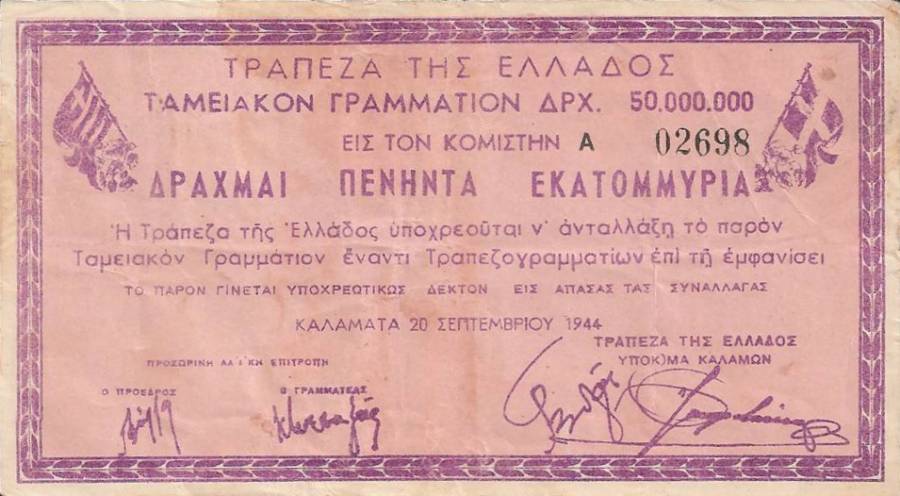 ΤΡΑΠΕΖΑ ΤΗΣ ΕΛΛΑΔΟΣ
ΤΑΜΕΙΑΚΟΝ ΓΡΑΜΜΑΤΙΟΝ ΔΡΧ. 50.000.000
ΕΙΣ ΤΟΝ ΚΟΜΙΣΤΗΝ Α 02698
ΔΡΑΧΜΑΙ ΠΕΝΗΝΤΑ ΕΚΑΤΟΜΜΥΡΙΑ
Ἡ Τράπεζα τῆς Ἑλλάδος ὑποχρεοῦται ν' ἀνταλλάξη τὸ παρὸν
Ταμειακὸν Γραμμάτιον ἔναντι Τραπεζογραμματίων ἐπὶ τῆ ἐμφανίσει
ΤΟ ΠΑΡΟΝ ΓΙΝΕΤΑΙ ΥΠΟΧΡΕΩΤΙΚΩΣ ΔΕΚΤΟΝ ΕΙΣ ΑΠΑΣΑΣ ΤΑΣ ΣΥΝΑΛΛΑΓΑΣ
ΚΑΛΑΜΑΤΑ 20 ΣΕΠΤΕΜΒΡΙΟΥ 1944
ΤΡΑΠΕΖΑ ΤΗΣ ΕΛΛΑΔΟΣ
ΥΠΟΚ)ΜΑ ΚΑΛΑΜΩΝ
ΠΡΟΣΩΡΙΝΗ ΕΠΙΤΡΟΠΗ
Ο ΠΡΟΕΔΡΟΣ Ο ΓΡΑΜΜΑΤΕΑΣ